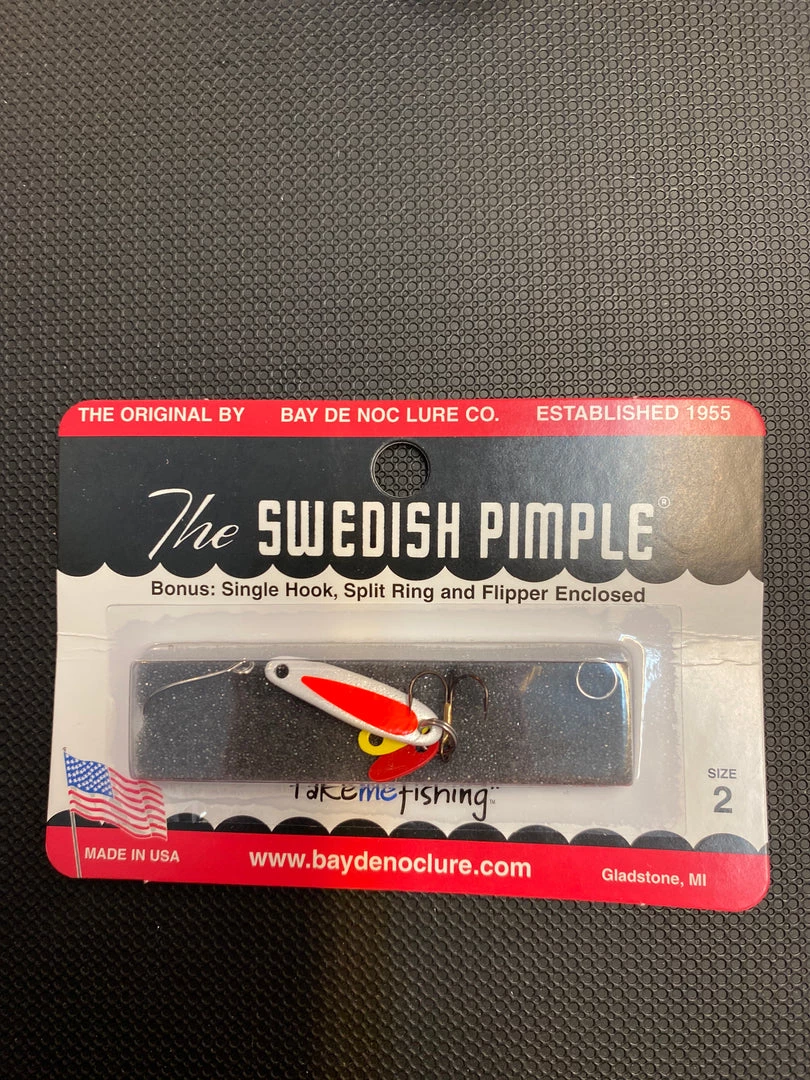 THE ORIGINAL BY BAY DE NOC LURE CO. ESTABLISHED 1955
The SWEDISH PIMPLE®
Bonus: Single Hook, Split Ring and Flipper Enclosed
Takemefishing™
SIZE
2
MADE IN USA www.baydenoclure.com Gladstone, MI